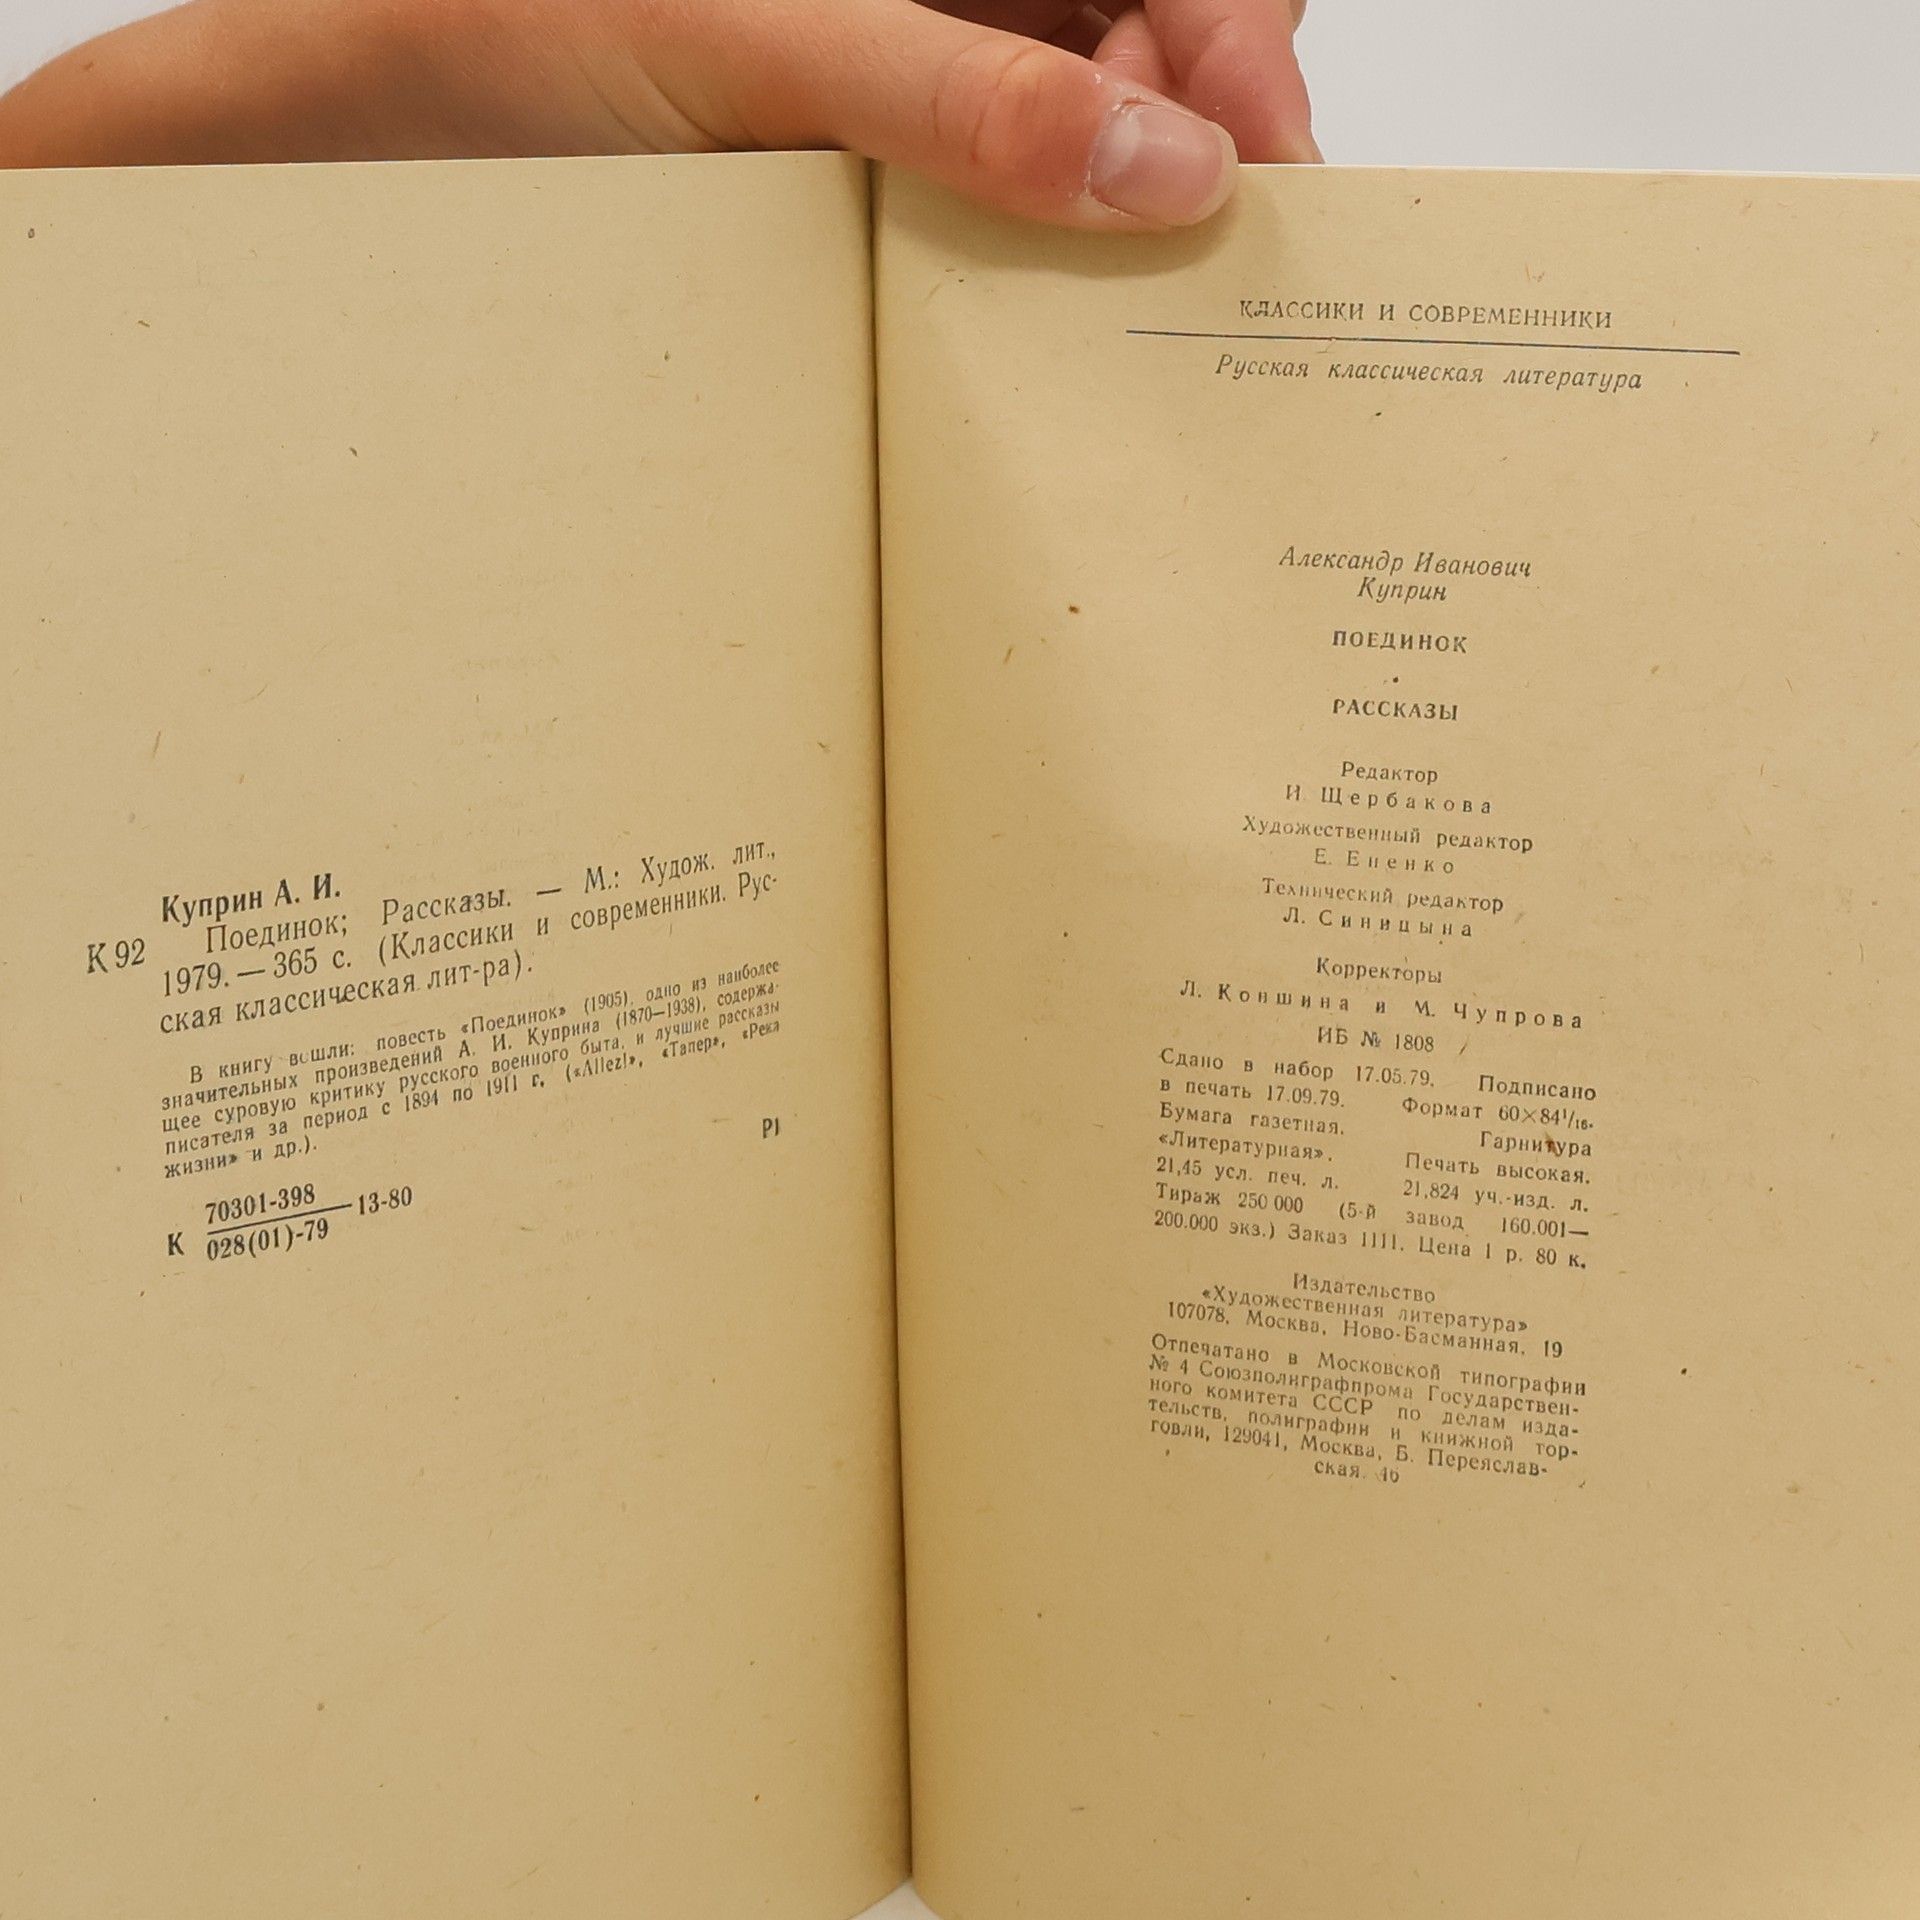 Куприн А. И.
К 92 Поединок; Рассказы. — М.: Худож. лит.,
1979. — 365 с. (Классики и современники. Рус-
ская классическая лит-ра).
В книгу вошли: повесть «Поединок» (1905), одно из наиболее
значительных произведений А. И. Куприна (1870—1938), содержа-
щее суровую критику русского военного быта, и лучшие рассказы
писателя за период с 1894 по 1911 г. («Allez!», «Тапер», «Река
жизни» и др.).
К 70301-398
028(01)-79
13-80
Р1
КЛАССИКИ И СОВРЕМЕННИКИ
Русская классическая литература
Александр Иванович
Куприн
ПОЕДИНОК
РАССКАЗЫ
Редактор
И. Щербакова
Художественный редактор
Е. Ененко
Технический редактор
Л. Синицына
Корректоры
Л. Коншина и М. Чупрова
ИБ № 1808
Сдано в набор 17.05.79. Подписано
в печать 17.09.79. Формат 60×84¹/₁₆.
Бумага газетная. Гарнитура
«Литературная». Печать высокая.
21,45 усл. печ. л. 21,824 уч.-изд. л.
Тираж 250 000 (5-й завод 160.001—
200.000 экз.) Заказ 1111. Цена 1 р. 80 к.
Издательство
«Художественная литература»
107078, Москва, Ново-Басманная, 19
Отпечатано в Московской типографии
№ 4 Союзполиграфпрома Государствен-
ного комитета СССР по делам изда-
тельств, полиграфии и книжной тор-
говли, 129041, Москва, Б. Переяслав-
ская, 46